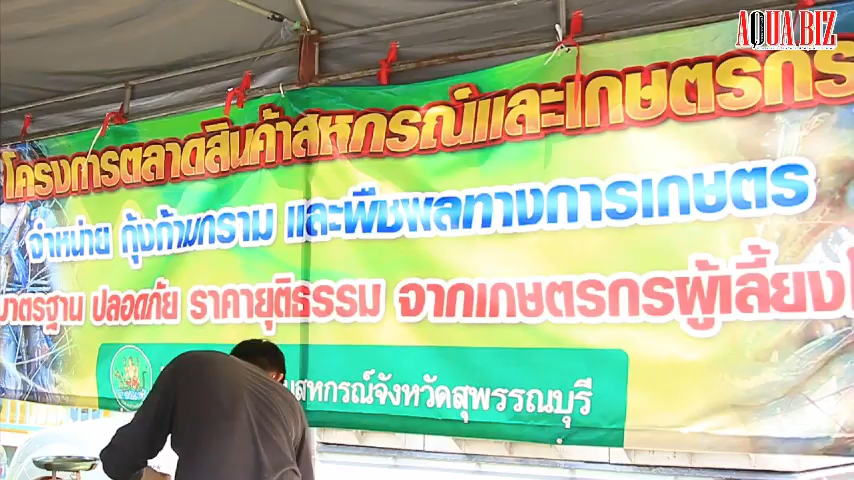 AQUA BIZ
โครงการตลาดสินค้าสหกรณ์และเกษตรกร
จำหน่าย กุ้งก้ามกราม และพืชผลทางการเกษตร
มาตรฐาน ปลอดภัย ราคายุติธรรม จากเกษตรกรผู้เลี้ยง
สหกรณ์จังหวัดสุพรรณบุรี